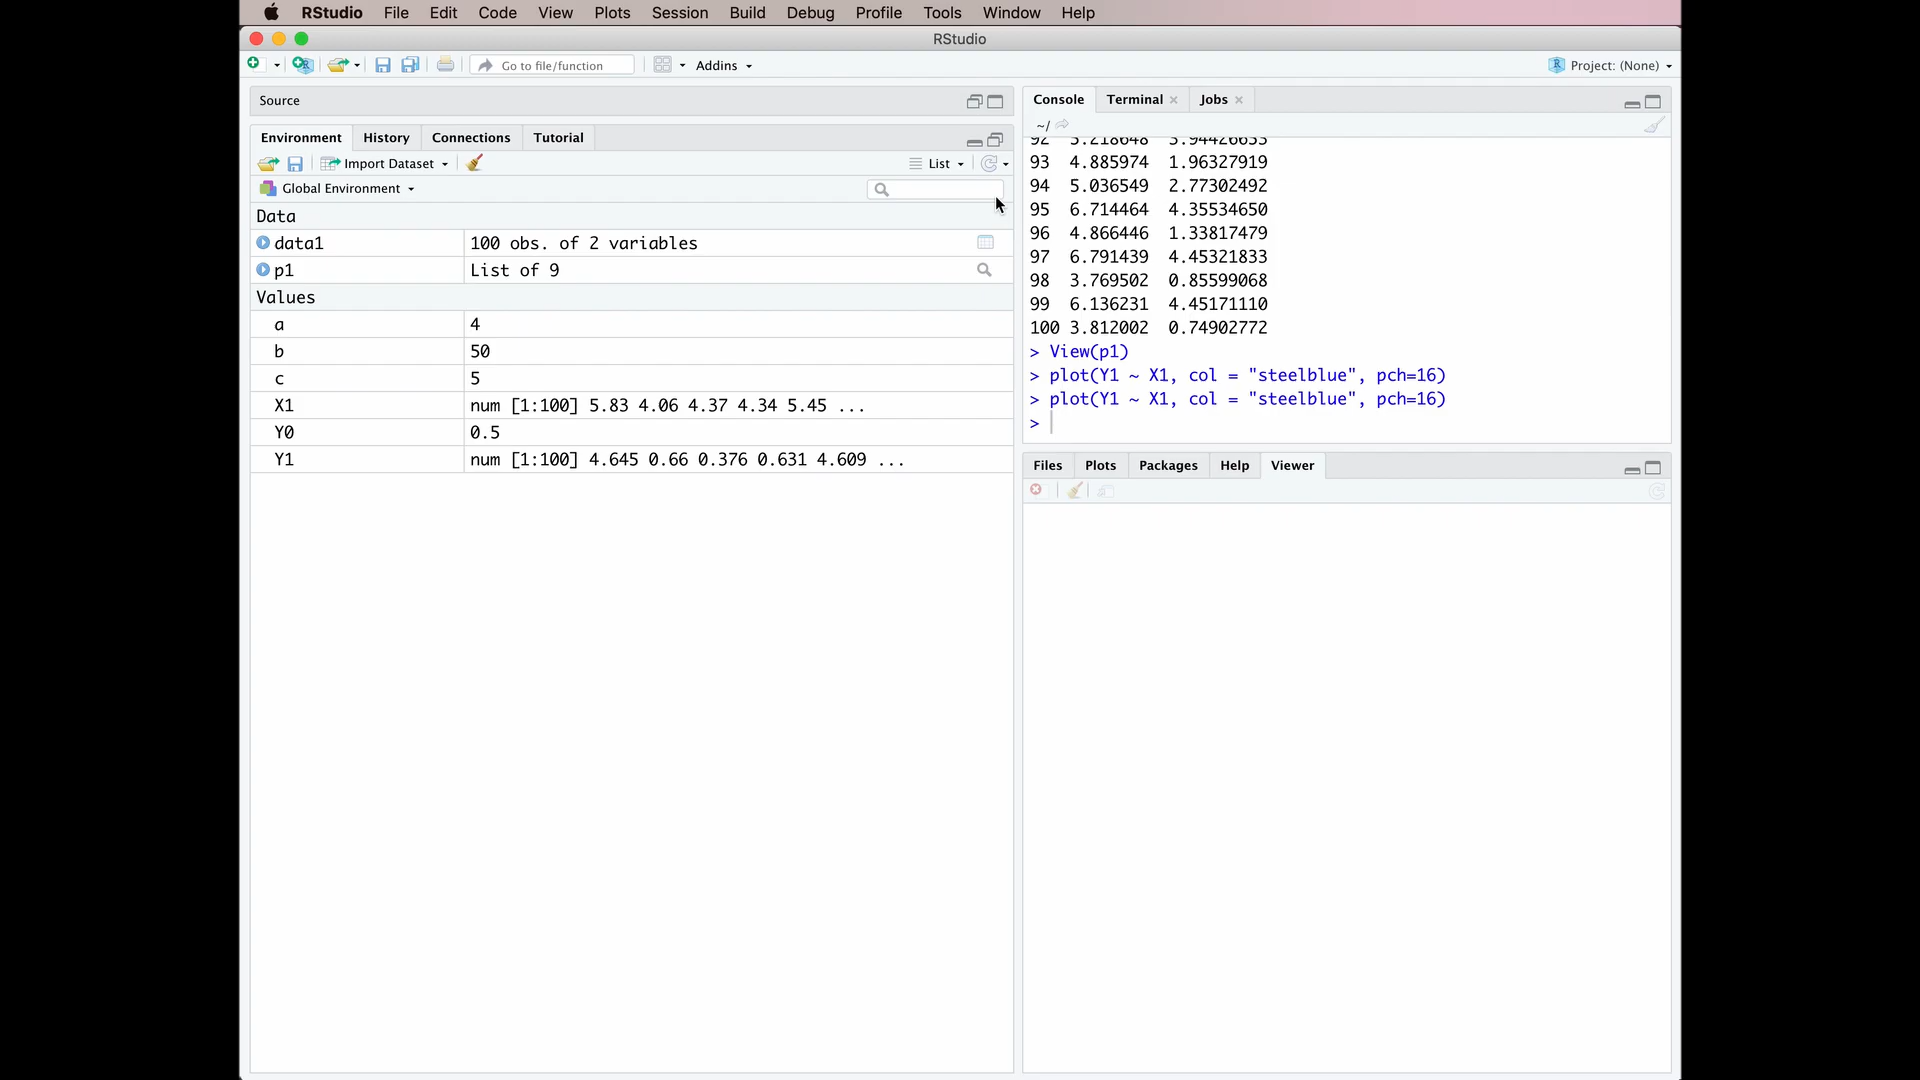 RStudio File Edit Code View Plots Session Build Debug Profile Tools Window Help
RStudio
Go to file/function
Addins
Project: (None)
Source
Environment History Connections Tutorial
Import Dataset
List
Global Environment
Data
data1 100 obs. of 2 variables
p1 List of 9
Values
a 4
b 50
c 5
X1 num [1:100] 5.83 4.06 4.37 4.34 5.45 ...
Y0 0.5
Y1 num [1:100] 4.645 0.66 0.376 0.631 4.609 ...
Console Terminal Jobs
~/
92 5.218648 3.94426653
93 4.885974 1.96327919
94 5.036549 2.77302492
95 6.714464 4.35534650
96 4.866446 1.33817479
97 6.791439 4.45321833
98 3.769502 0.85599068
99 6.136231 4.45171110
100 3.812002 0.74902772
> View(p1)
> plot(Y1 ~ X1, col = "steelblue", pch=16)
> plot(Y1 ~ X1, col = "steelblue", pch=16)
>
Files Plots Packages Help Viewer